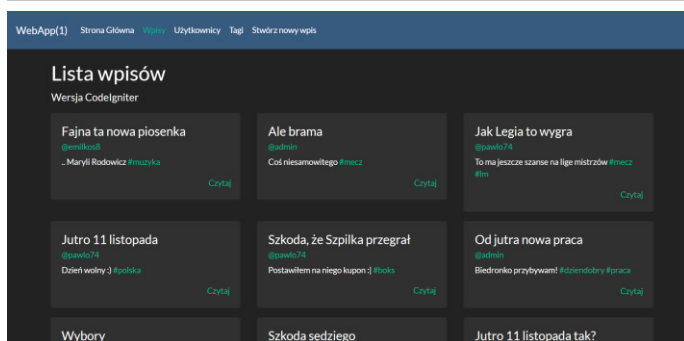 WebApp(1) Strona Główna Wpisy Użytkownicy Tagi Stwórz nowy wpis
Lista wpisów
Wersja CodeIgniter
Fajna ta nowa piosenka
@emilkos8
.. Maryli Rodowicz #muzyka
Czytaj
Ale brama
@admin
Coś niesamowitego #mecz
Czytaj
Jak Legia to wygra
@pawlo74
To ma jeszcze szanse na lige mistrzów #mecz
#lm
Czytaj
Jutro 11 listopada
@pawlo74
Dzień wolny :) #polska
Czytaj
Szkoda, że Szpilka przegrał
@pawlo74
Postawiłem na niego kupon :( #boks
Czytaj
Od jutra nowa praca
@admin
Biedronko przybywam! #dziendobry #praca
Czytaj
Wybory
Szkoda sędziego
Jutro 11 listopada tak?